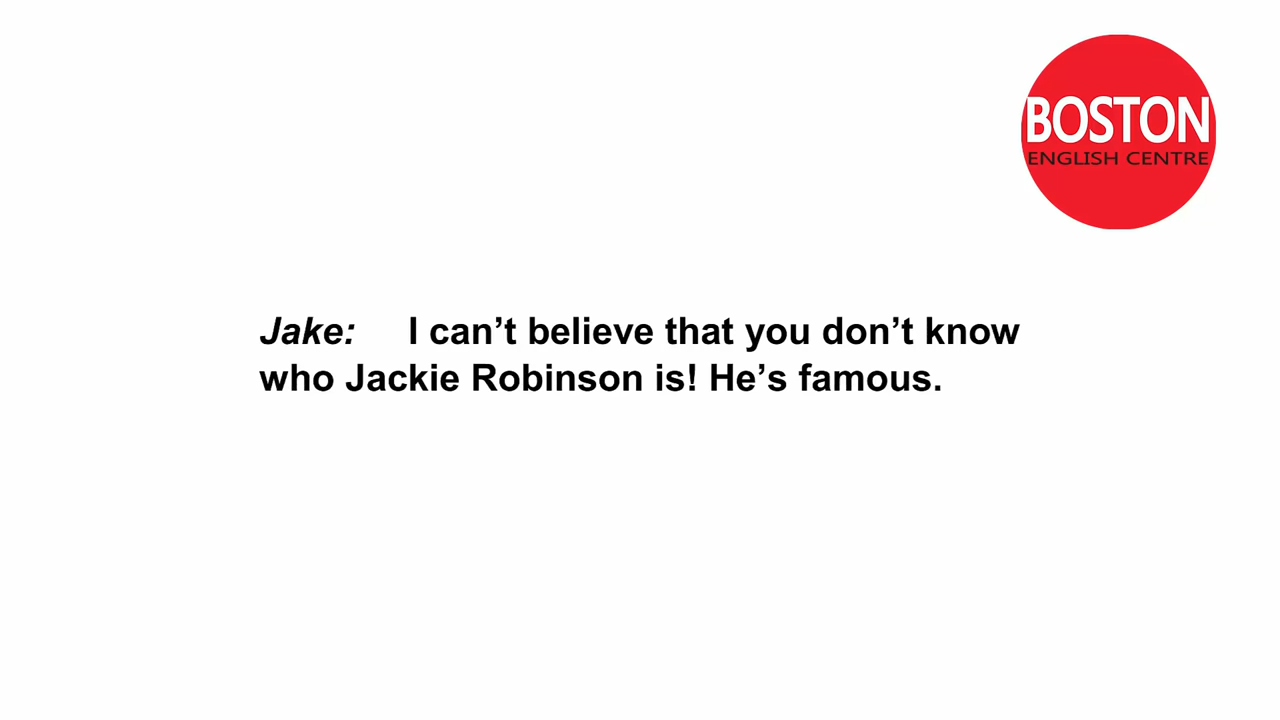 BOSTON
ENGLISH CENTRE
Jake: I can’t believe that you don’t know
who Jackie Robinson is! He’s famous.